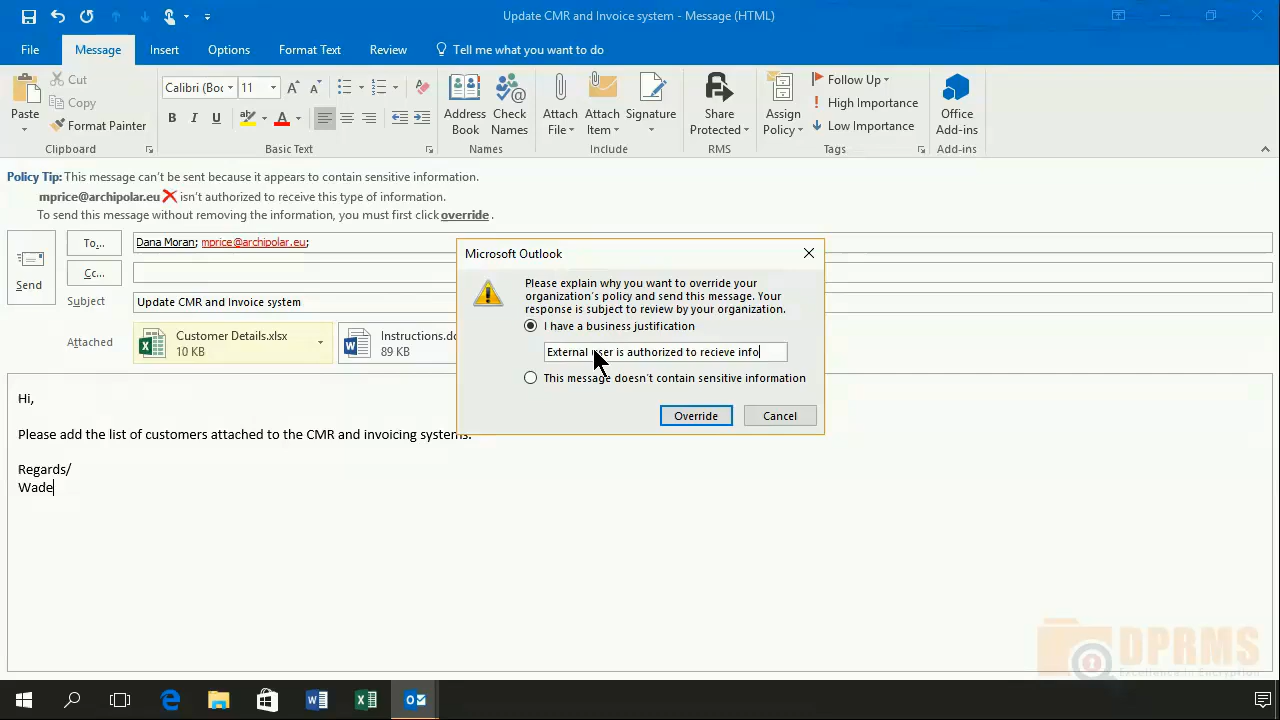 Update CMR and Invoice system - Message (HTML)
File Message Insert Options Format Text Review Tell me what you want to do
Paste
Cut
Copy
Format Painter
Clipboard
Calibri (Boc 11
B I U A
Basic Text
Address Book
Check Names
Names
Attach File
Attach Item
Signature
Include
Share Protected
RMS
Assign Policy
Follow Up
High Importance
Low Importance
Tags
Office Add-ins
Add-ins
Policy Tip: This message can't be sent because it appears to contain sensitive information.
mprice@archipolar.eu isn't authorized to receive this type of information.
To send this message without removing the information, you must first click override .
Send
To... Dana Moran; mprice@archipolar.eu;
Cc...
Subject Update CMR and Invoice system
Attached
Customer Details.xlsx
10 KB
Instructions.dc
89 KB
Hi,
Please add the list of customers attached to the CMR and invoicing systems.
Regards/
Wade
Microsoft Outlook
Please explain why you want to override your
organization's policy and send this message. Your
response is subject to review by your organization.
I have a business justification
External user is authorized to recieve info
This message doesn't contain sensitive information
Override Cancel
DPRMS
Excellence in Encryption